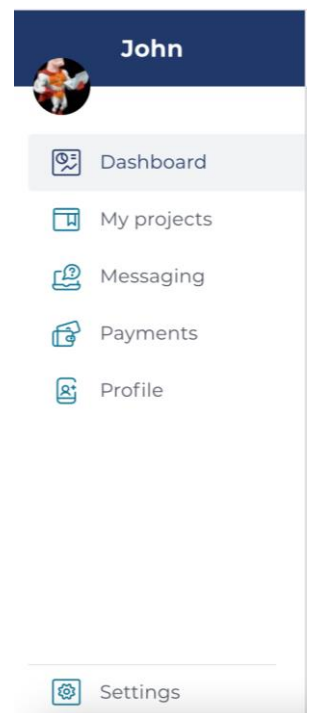 John
Dashboard
My projects
Messaging
Payments
Profile
Settings